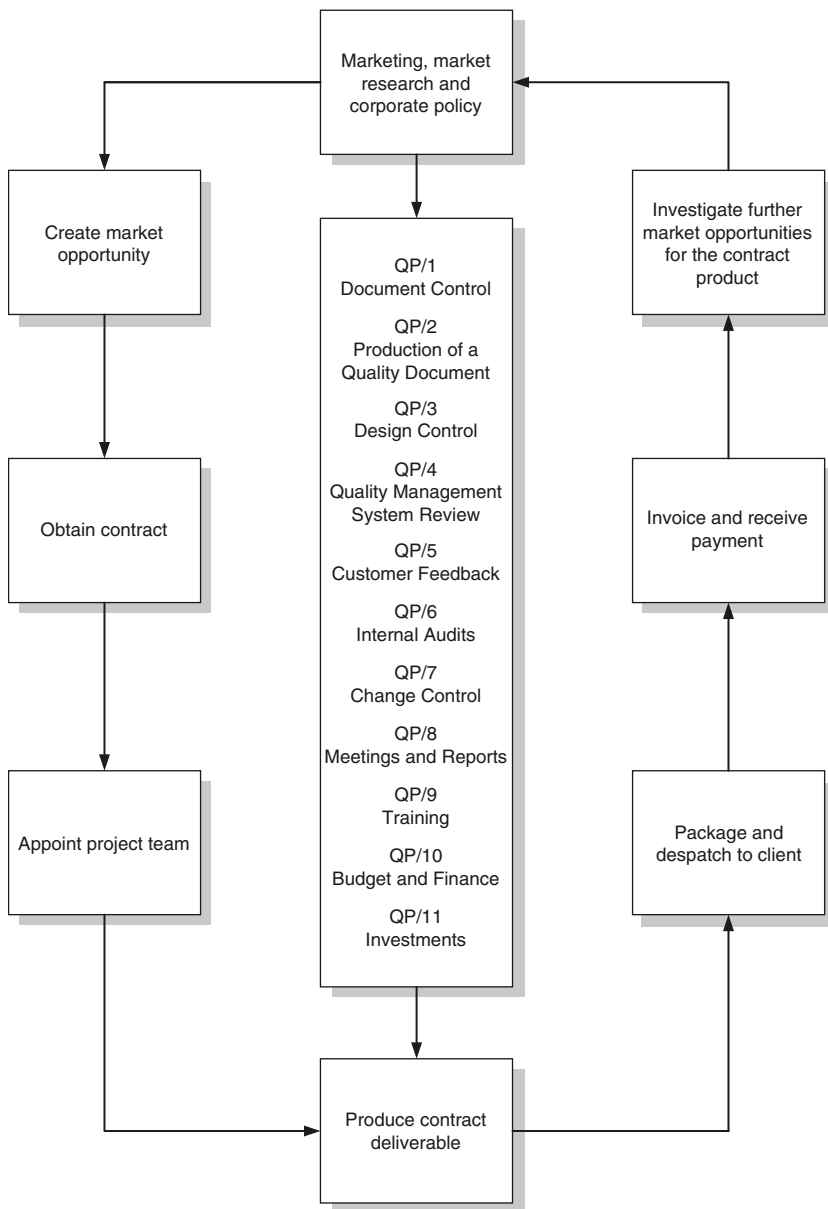 Marketing, market
research and
corporate policy
Create market
opportunity
Obtain contract
Appoint project team
QP/1
Document Control
QP/2
Production of a
Quality Document
QP/3
Design Control
QP/4
Quality Management
System Review
QP/5
Customer Feedback
QP/6
Internal Audits
QP/7
Change Control
QP/8
Meetings and Reports
QP/9
Training
QP/10
Budget and Finance
QP/11
Investments
Produce contract
deliverable
Package and
despatch to client
Invoice and receive
payment
Investigate further
market opportunities
for the contract
product